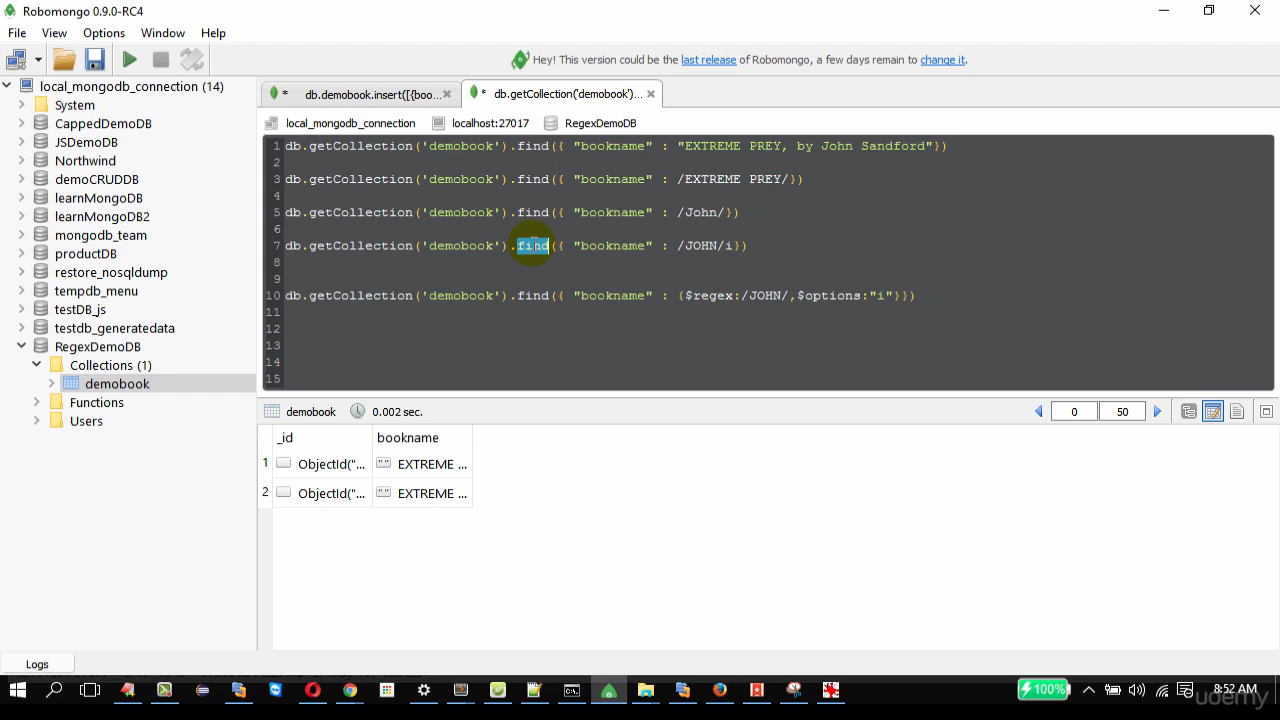 Robomongo 0.9.0-RC4
File View Options Window Help
Hey! This version could be the last release of Robomongo, a few days remain to change it.
local_mongodb_connection (14)
System
CappedDemoDB
JSDemoDB
Northwind
demoCRUDDB
learnMongoDB
learnMongoDB2
mongodb_team
productDB
restore_nosqldump
tempdb_menu
testDB_js
testdb_generatedata
RegexDemoDB
Collections (1)
demobook
Functions
Users
* db.demobook.insert([{boo... * db.getCollection('demobook')...
local_mongodb_connection localhost:27017 RegexDemoDB
1 db.getCollection('demobook').find({ "bookname" : "EXTREME PREY, by John Sandford"})
2
3 db.getCollection('demobook').find({ "bookname" : /EXTREME PREY/})
4
5 db.getCollection('demobook').find({ "bookname" : /John/})
6
7 db.getCollection('demobook').find({ "bookname" : /JOHN/i})
8
9
10 db.getCollection('demobook').find({ "bookname" : {$regex:/JOHN/,$options:"i"}})
11
12
13
14
15
demobook 0.002 sec. 0 50
_id bookname
1 ObjectId("... "" EXTREME ...
2 ObjectId("... "" EXTREME ...
Logs
100% 8:52 AM
udemy